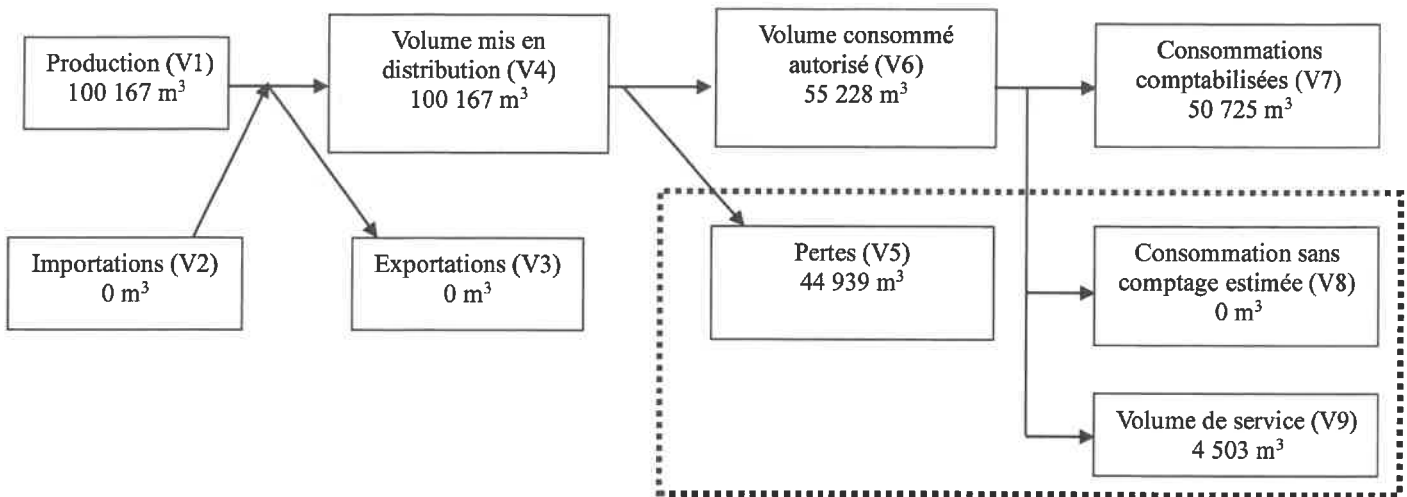 Production (V1)
100 167 m³
Volume mis en
distribution (V4)
100 167 m³
Volume consommé
autorisé (V6)
55 228 m³
Consommations
comptabilisées (V7)
50 725 m³
Importations (V2)
0 m³
Exportations (V3)
0 m³
Pertes (V5)
44 939 m³
Consommation sans
comptage estimée (V8)
0 m³
Volume de service (V9)
4 503 m³